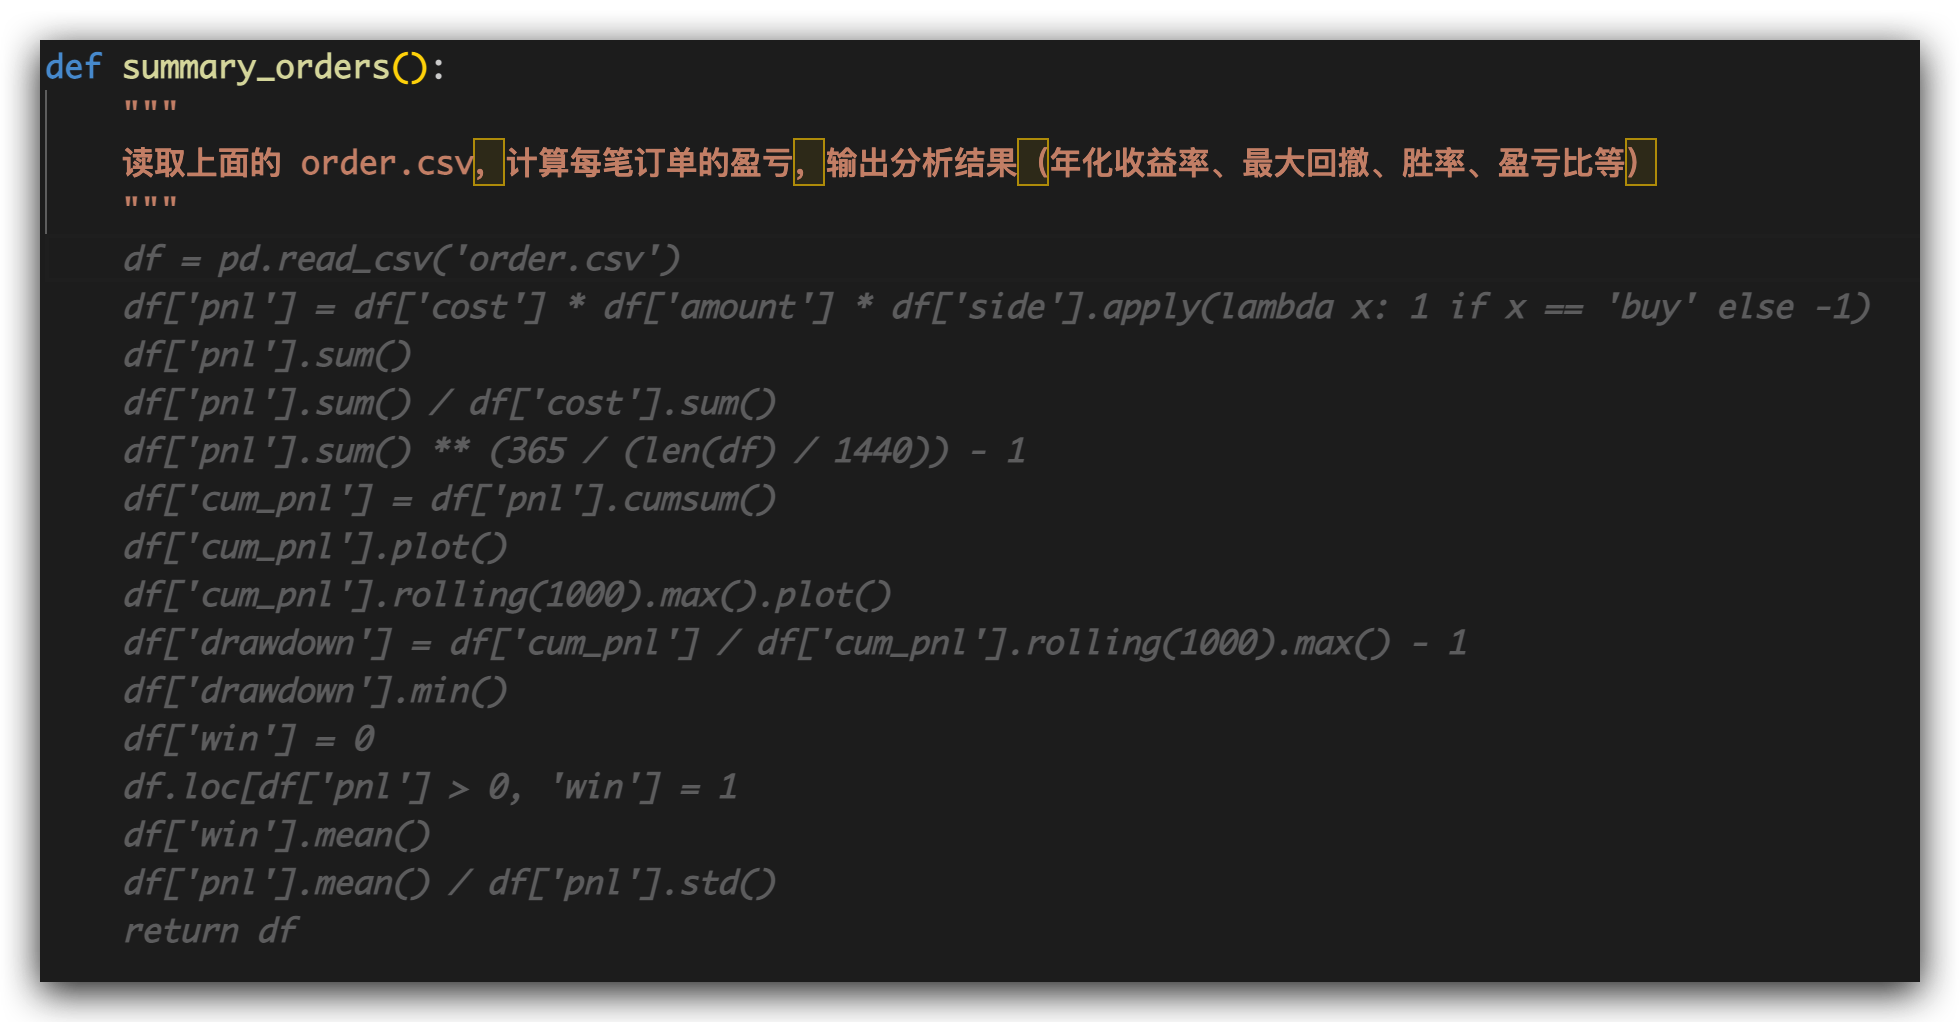 def summary_orders():
    """
    读取上面的 order.csv，计算每笔订单的盈亏，输出分析结果（年化收益率、最大回撤、胜率、盈亏比等）
    """
    df = pd.read_csv('order.csv')
    df['pnl'] = df['cost'] * df['amount'] * df['side'].apply(lambda x: 1 if x == 'buy' else -1)
    df['pnl'].sum()
    df['pnl'].sum() / df['cost'].sum()
    df['pnl'].sum() ** (365 / (len(df) / 1440)) - 1
    df['cum_pnl'] = df['pnl'].cumsum()
    df['cum_pnl'].plot()
    df['cum_pnl'].rolling(1000).max().plot()
    df['drawdown'] = df['cum_pnl'] / df['cum_pnl'].rolling(1000).max() - 1
    df['drawdown'].min()
    df['win'] = 0
    df.loc[df['pnl'] > 0, 'win'] = 1
    df['win'].mean()
    df['pnl'].mean() / df['pnl'].std()
    return df